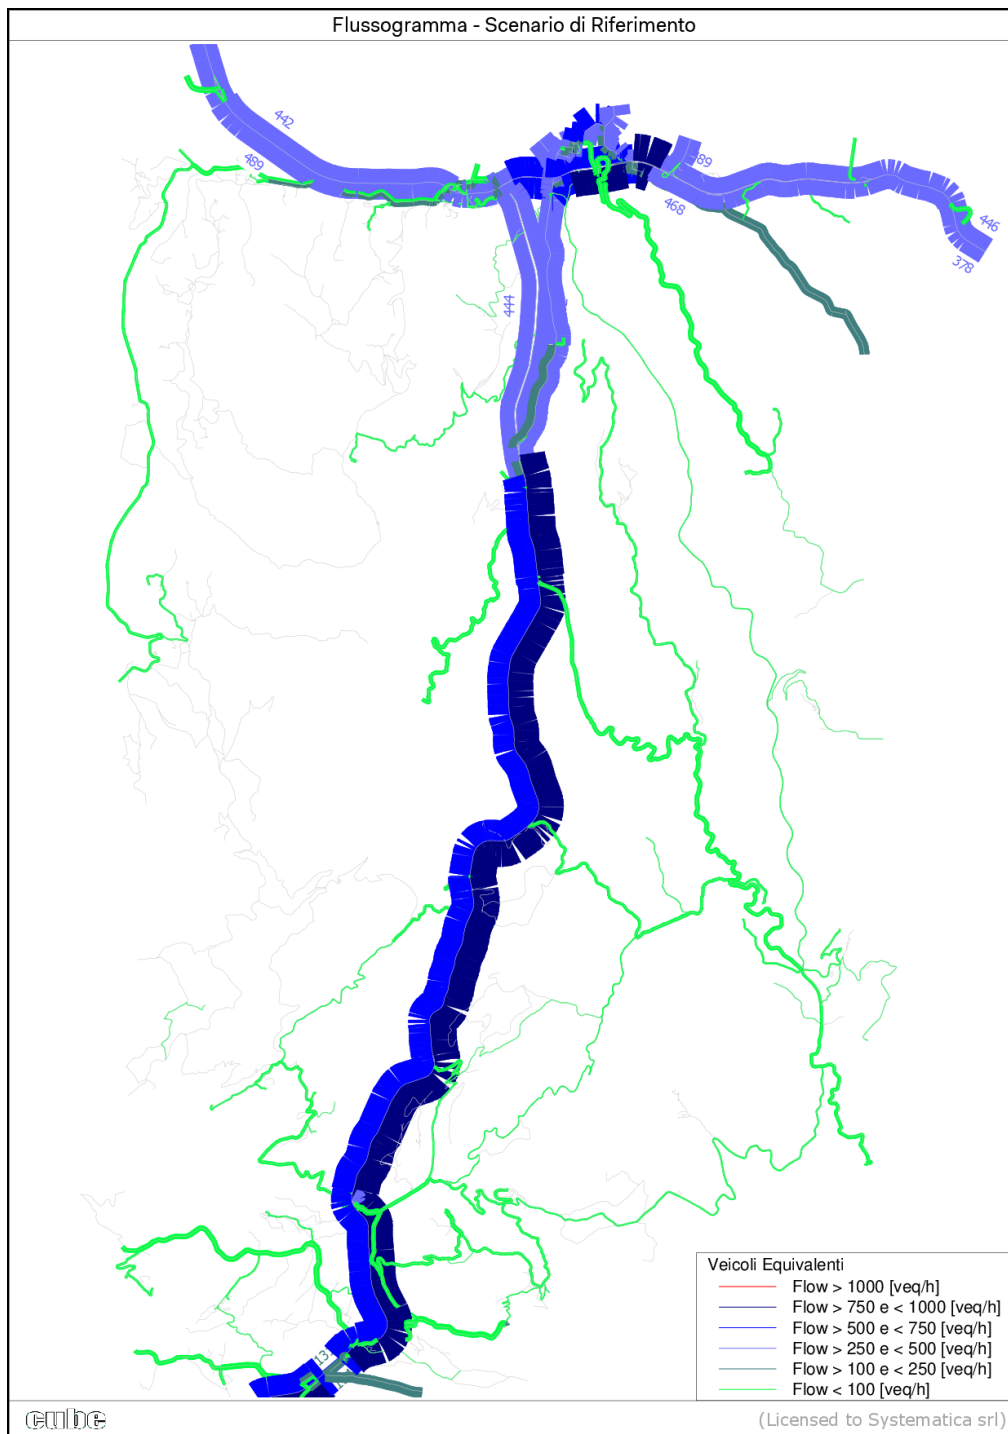 Flussogramma - Scenario di Riferimento
442
489
89
468
446
378
444
13
Veicoli Equivalenti
Flow > 1000 [veq/h]
Flow > 750 e < 1000 [veq/h]
Flow > 500 e < 750 [veq/h]
Flow > 250 e < 500 [veq/h]
Flow > 100 e < 250 [veq/h]
Flow < 100 [veq/h]
cube
(Licensed to Systematica srl)